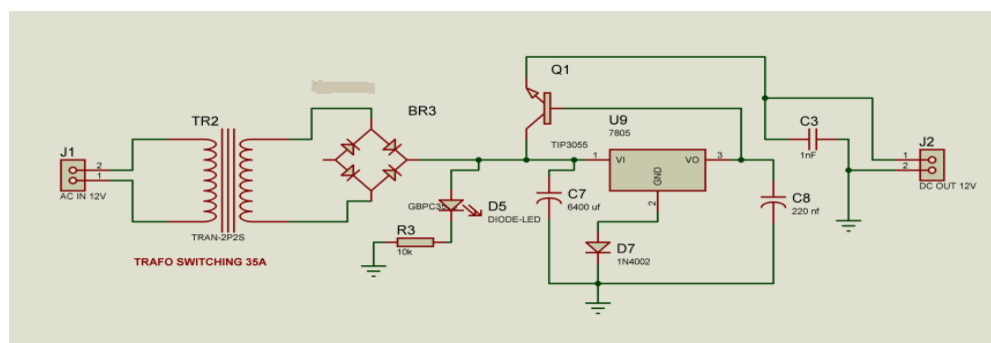 Q1
BR3
TR2
U9
7805
C3
1nF
J1
2
1
AC IN 12V
TIP3055
1
VI
VO
3
GND
2
J2
1
2
DC OUT 12V
GBPC35
D5
DIODE-LED
C7
6400 uf
C8
220 nf
R3
10k
TRAN-2P2S
D7
1N4002
TRAFO SWITCHING 35A